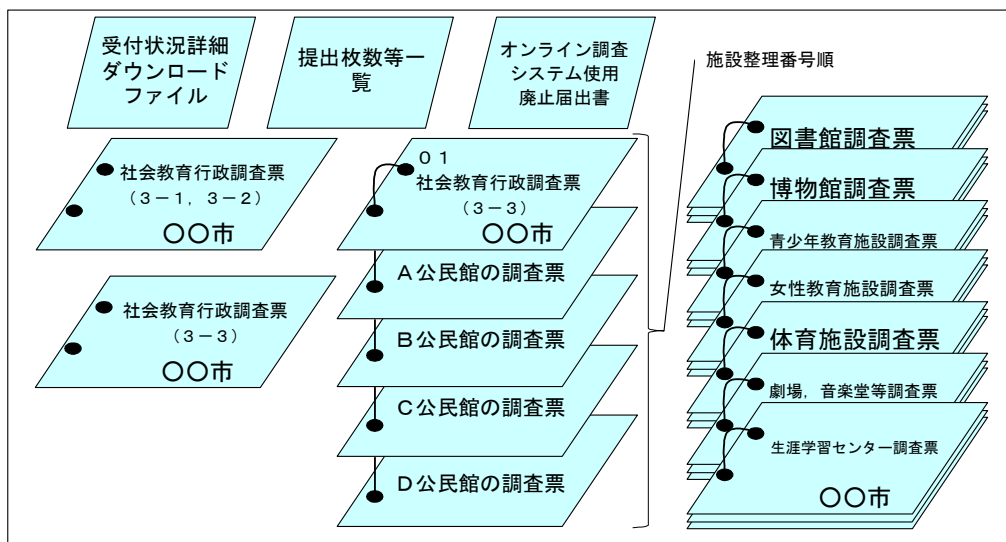 受付状況詳細
ダウンロード
ファイル
提出枚数等一
覧
オンライン調査
システム使用
廃止届出書
施設整理番号順
社会教育行政調査票
(3-1,3-2)
〇〇市
社会教育行政調査票
(3-3)
〇〇市
01
社会教育行政調査票
(3-3)
〇〇市
A公民館の調査票
B公民館の調査票
C公民館の調査票
D公民館の調査票
図書館調査票
博物館調査票
青少年教育施設調査票
女性教育施設調査票
体育施設調査票
劇場,音楽堂等調査票
生涯学習センター調査票
〇〇市